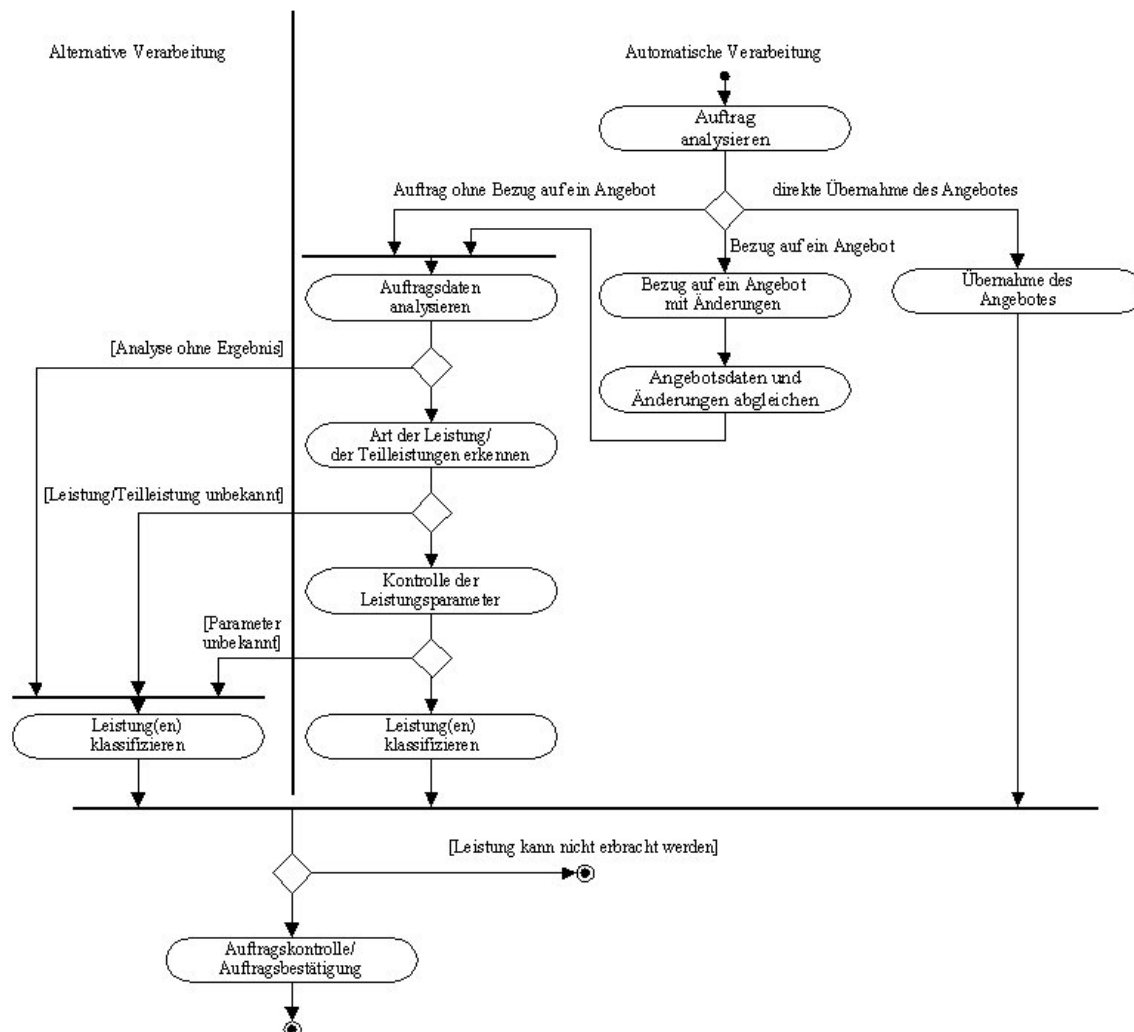 Alternative Verarbeitung
Automatische Verarbeitung
Auftrag
analysieren
Auftrag ohne Bezug auf ein Angebot
direkte Übernahme des Angebotes
Bezug auf ein Angebot
Auftragsdaten
analysieren
Bezug auf ein Angebot
mit Änderungen
Übernahme des
Angebotes
[Analyse ohne Ergebnis]
Angebotsdaten und
Änderungen abgleichen
Art der Leistung/
der Teilleistungen erkennen
[Leistung/Teilleistung unbekannt]
Kontrolle der
Leistungsparameter
[Parameter
unbekannt]
Leistung(en)
klassifizieren
Leistung(en)
klassifizieren
[Leistung kann nicht erbracht werden]
Auftragskontrolle/
Auftragsbestätigung